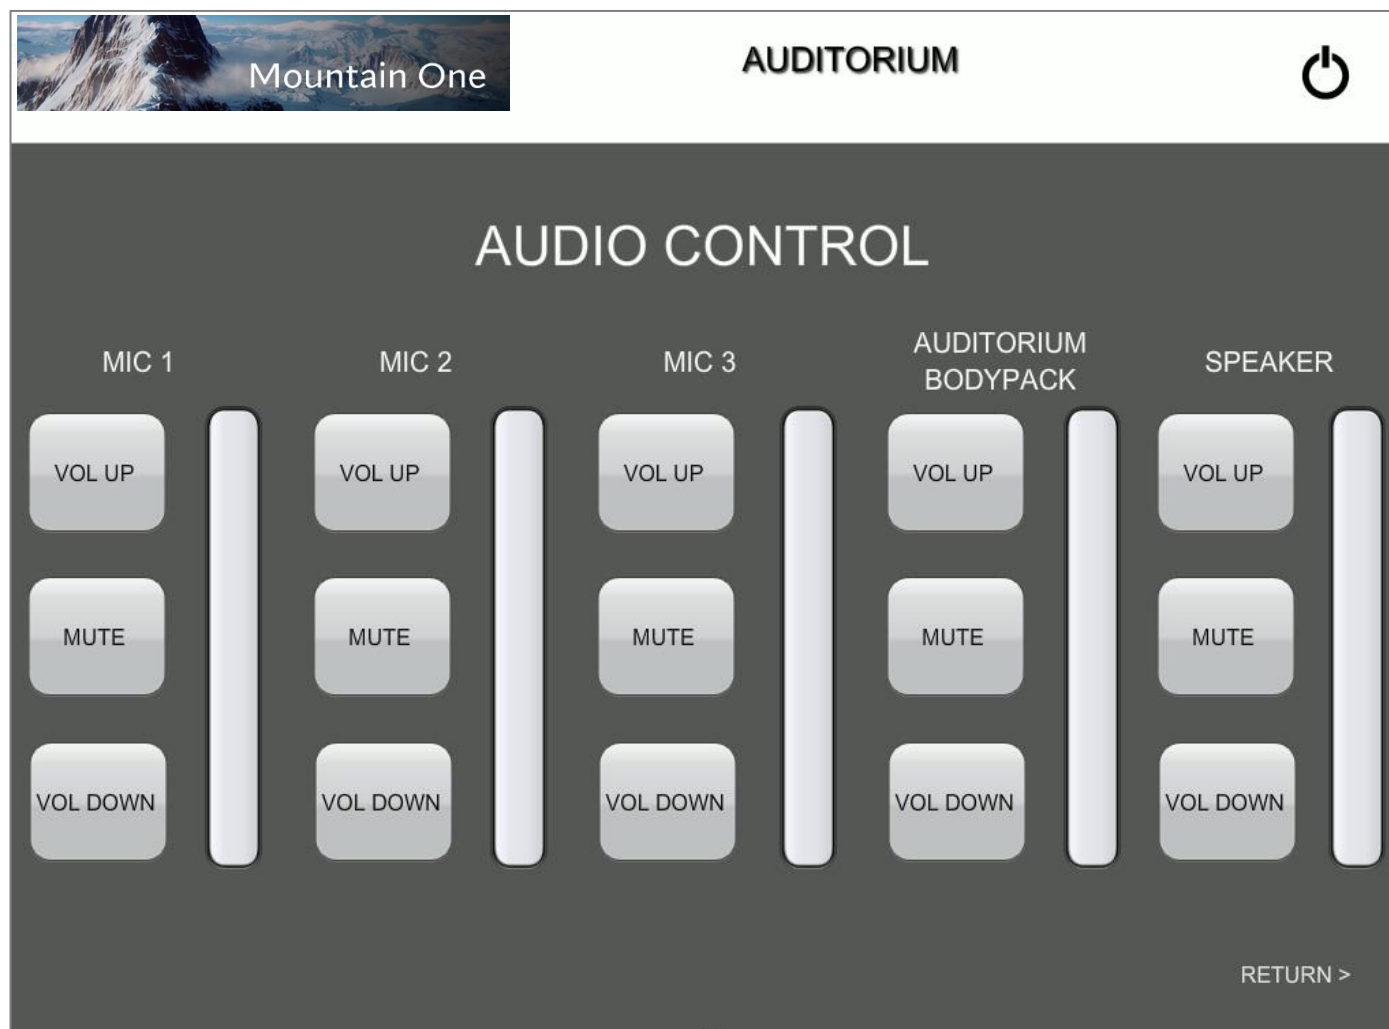 Mountain One
AUDITORIUM
AUDIO CONTROL
MIC 1
MIC 2
MIC 3
AUDITORIUM
BODYPACK
SPEAKER
VOL UP
VOL UP
VOL UP
VOL UP
VOL UP
MUTE
MUTE
MUTE
MUTE
MUTE
VOL DOWN
VOL DOWN
VOL DOWN
VOL DOWN
VOL DOWN
RETURN >